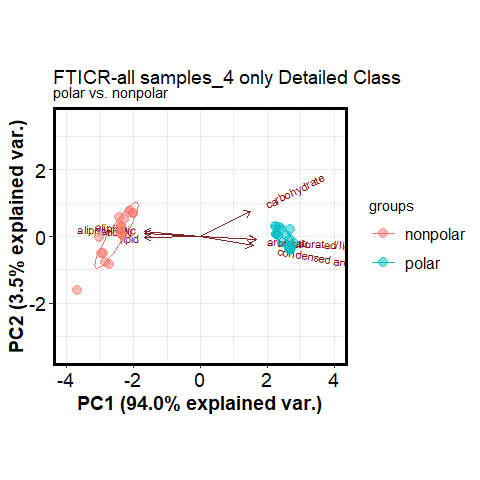 FTICR-all samples_4 only Detailed Class
polar vs. nonpolar
PC2 (3.5% explained var.)
2
0
-2
carbohydrate
lipid
condensed
-4
-2
0
2
4
PC1 (94.0% explained var.)
groups
nonpolar
polar